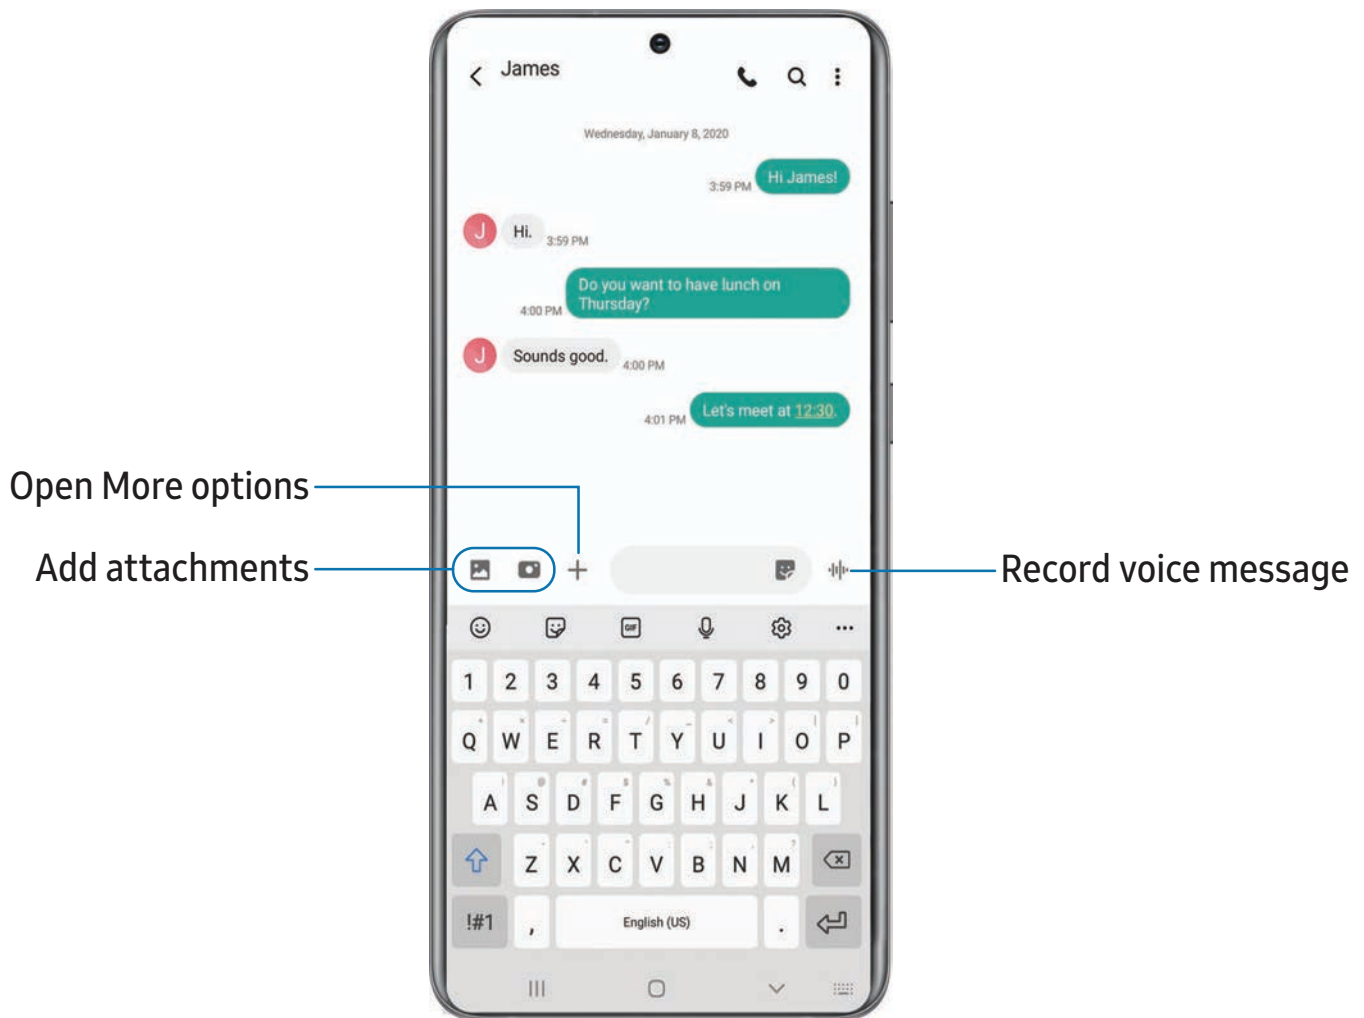 James
Wednesday, January 8, 2020
Hi James!
3:59 PM
J
Hi.
3:59 PM
Do you want to have lunch on
Thursday?
4:00 PM
J
Sounds good.
4:00 PM
Let's meet at 12:30.
4:01 PM
Open More options
Add attachments
Record voice message
GIF
1 2 3 4 5 6 7 8 9 0
Q W E R T Y U I O P
A S D F G H J K L
Z X C V B N M
!#1 , English (US) .